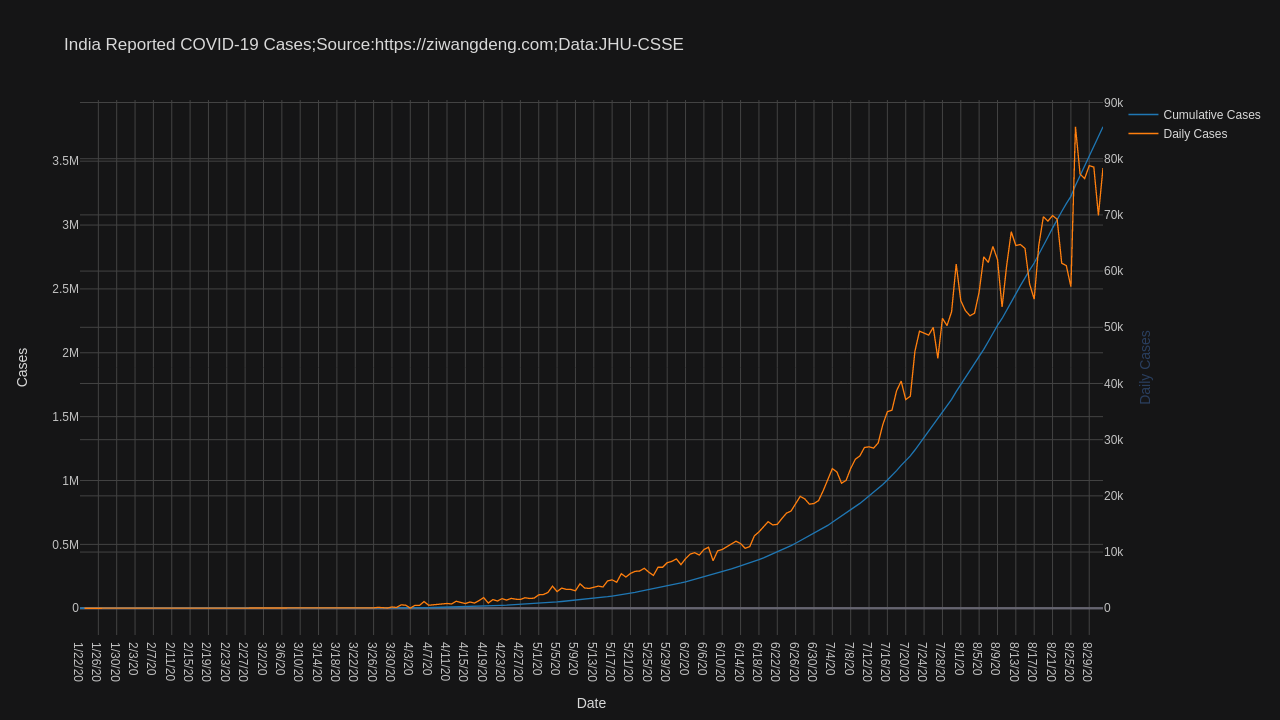 India Reported COVID-19 Cases;Source:https://ziwangdeng.com;Data:JHU-CSSE
Cumulative Cases
Daily Cases
Cases
3.5M
3M
2.5M
2M
1.5M
1M
0.5M
0
90k
80k
70k
60k
50k
40k
30k
20k
10k
0
Daily Cases
1/22/20
1/26/20
1/30/20
2/3/20
2/7/20
2/11/20
2/15/20
2/19/20
2/23/20
2/27/20
3/2/20
3/6/20
3/10/20
3/14/20
3/18/20
3/22/20
3/26/20
3/30/20
4/2/20
4/7/20
4/11/20
4/15/20
4/19/20
4/23/20
4/27/20
5/1/20
5/5/20
5/9/20
5/13/20
5/17/20
5/21/20
5/25/20
5/29/20
6/2/20
6/6/20
6/10/20
6/14/20
6/18/20
6/22/20
6/26/20
6/30/20
7/4/20
7/8/20
7/12/20
7/16/20
7/20/20
7/24/20
7/28/20
8/1/20
8/5/20
8/9/20
8/13/20
8/17/20
8/21/20
8/25/20
8/29/20
Date